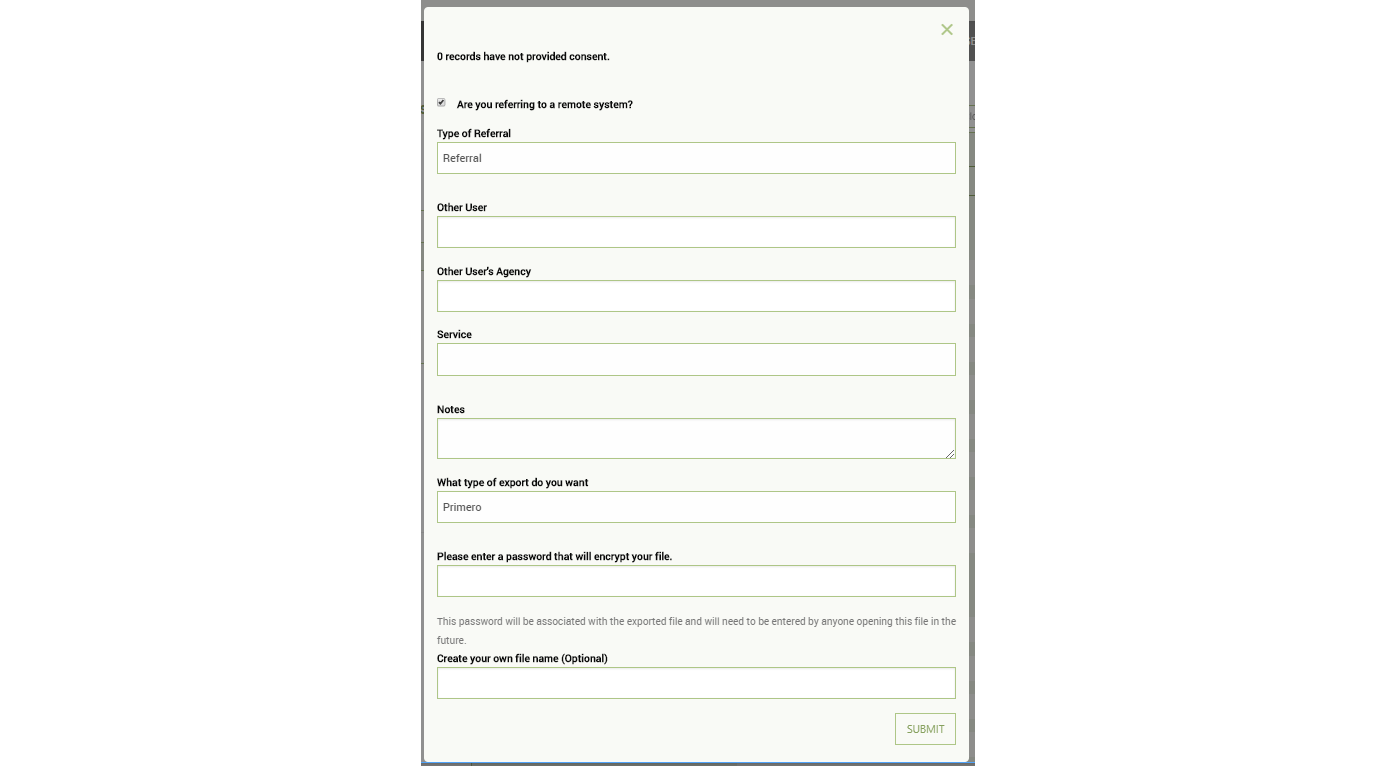 0 records have not provided consent.
Are you referring to a remote system?
Type of Referral
Referral
Other User
Other User's Agency
Service
Notes
What type of export do you want
Primero
Please enter a password that will encrypt your file.
This password will be associated with the exported file and will need to be entered by anyone opening this file in the
future.
Create your own file name (Optional)
SUBMIT